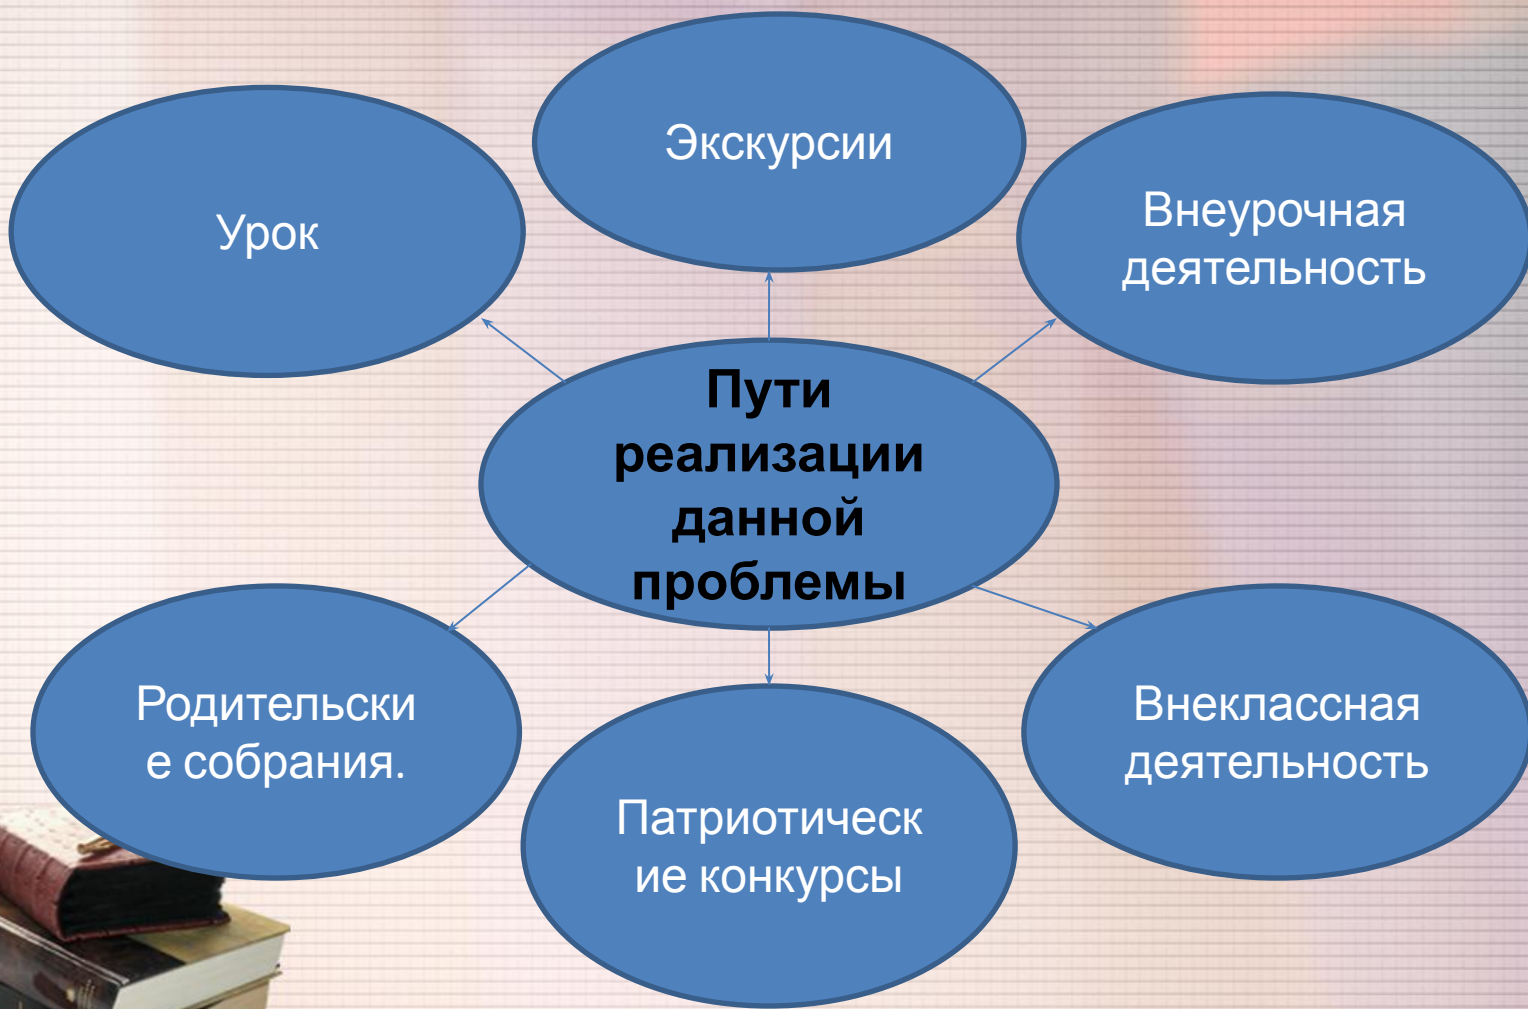 Экскурсии
Урок
Внеурочная
деятельность
Пути
реализации
данной
проблемы
Родительски
е собрания.
Патриотическ
ие конкурсы
Внеклассная
деятельность